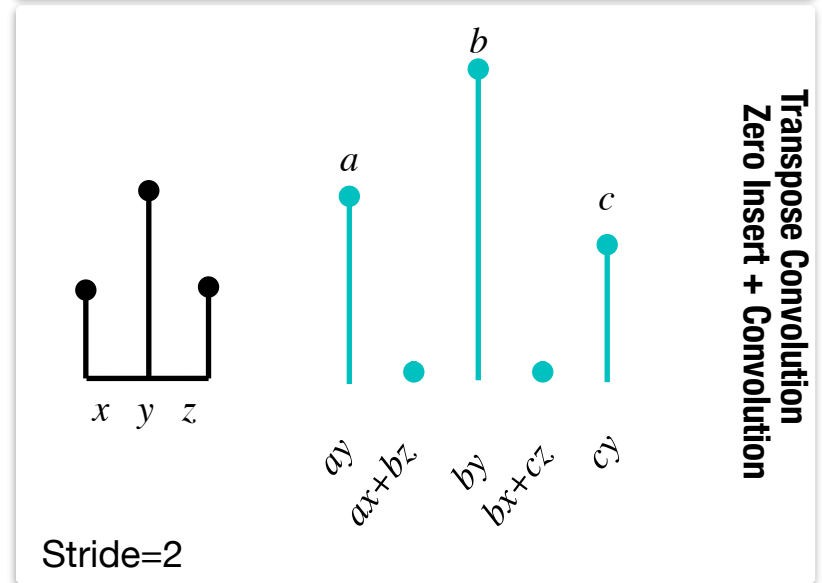 b
a
c
x y z
ay
ax+bz
by
bx+cz
cy
Transpose Convolution
Zero Insert + Convolution
Stride=2